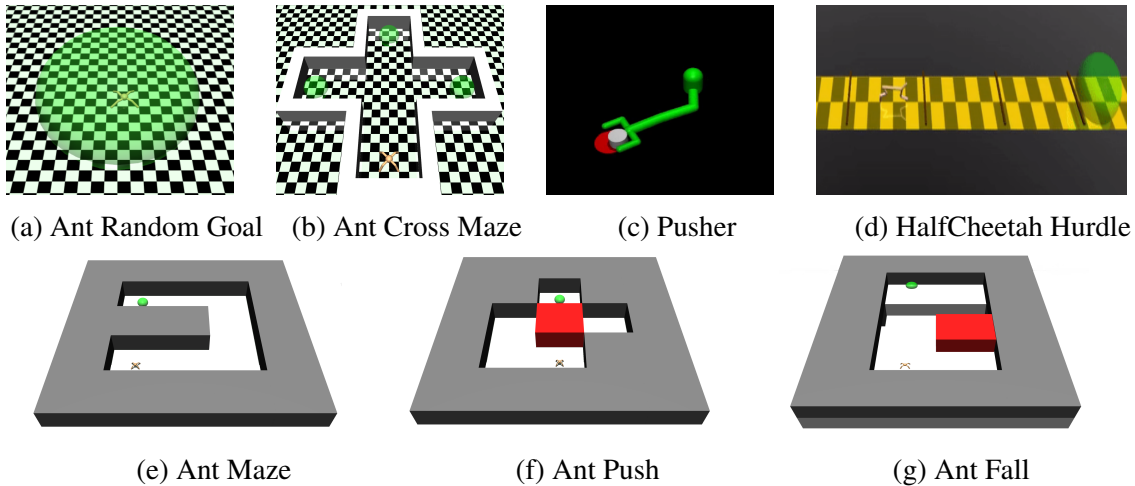 (a) Ant Random Goal
(b) Ant Cross Maze
(c) Pusher
(d) HalfCheetah Hurdle
(e) Ant Maze
(f) Ant Push
(g) Ant Fall